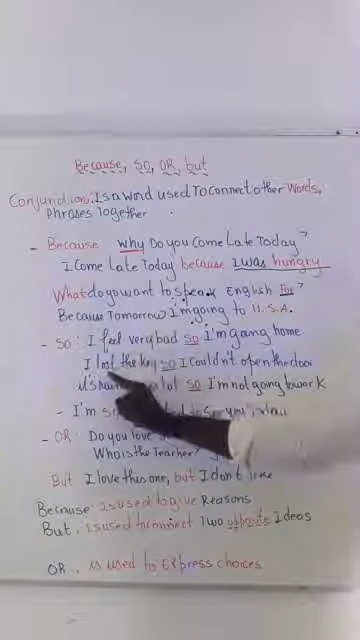 Because, SO, OR, but
Conjunction: Is a Word used To Connect other Words,
Phrases Together
- Because why Do you Come Late Today?
I Come Late Today because I was hungry
What do you want to speak English For?
Because Tomorrow I'm going to U.S.A.
- SO: I feel very bad so I'm going home
I lost the key so I Couldn't open the door
a lot so I'm not going to work
- I'm
- OR Do you love
Who is the Teacher?
But I love this one, but I don't like
Because Is used to give Reasons
But, Is used to connect Two opposite Ideas
OR, is used to Express choices